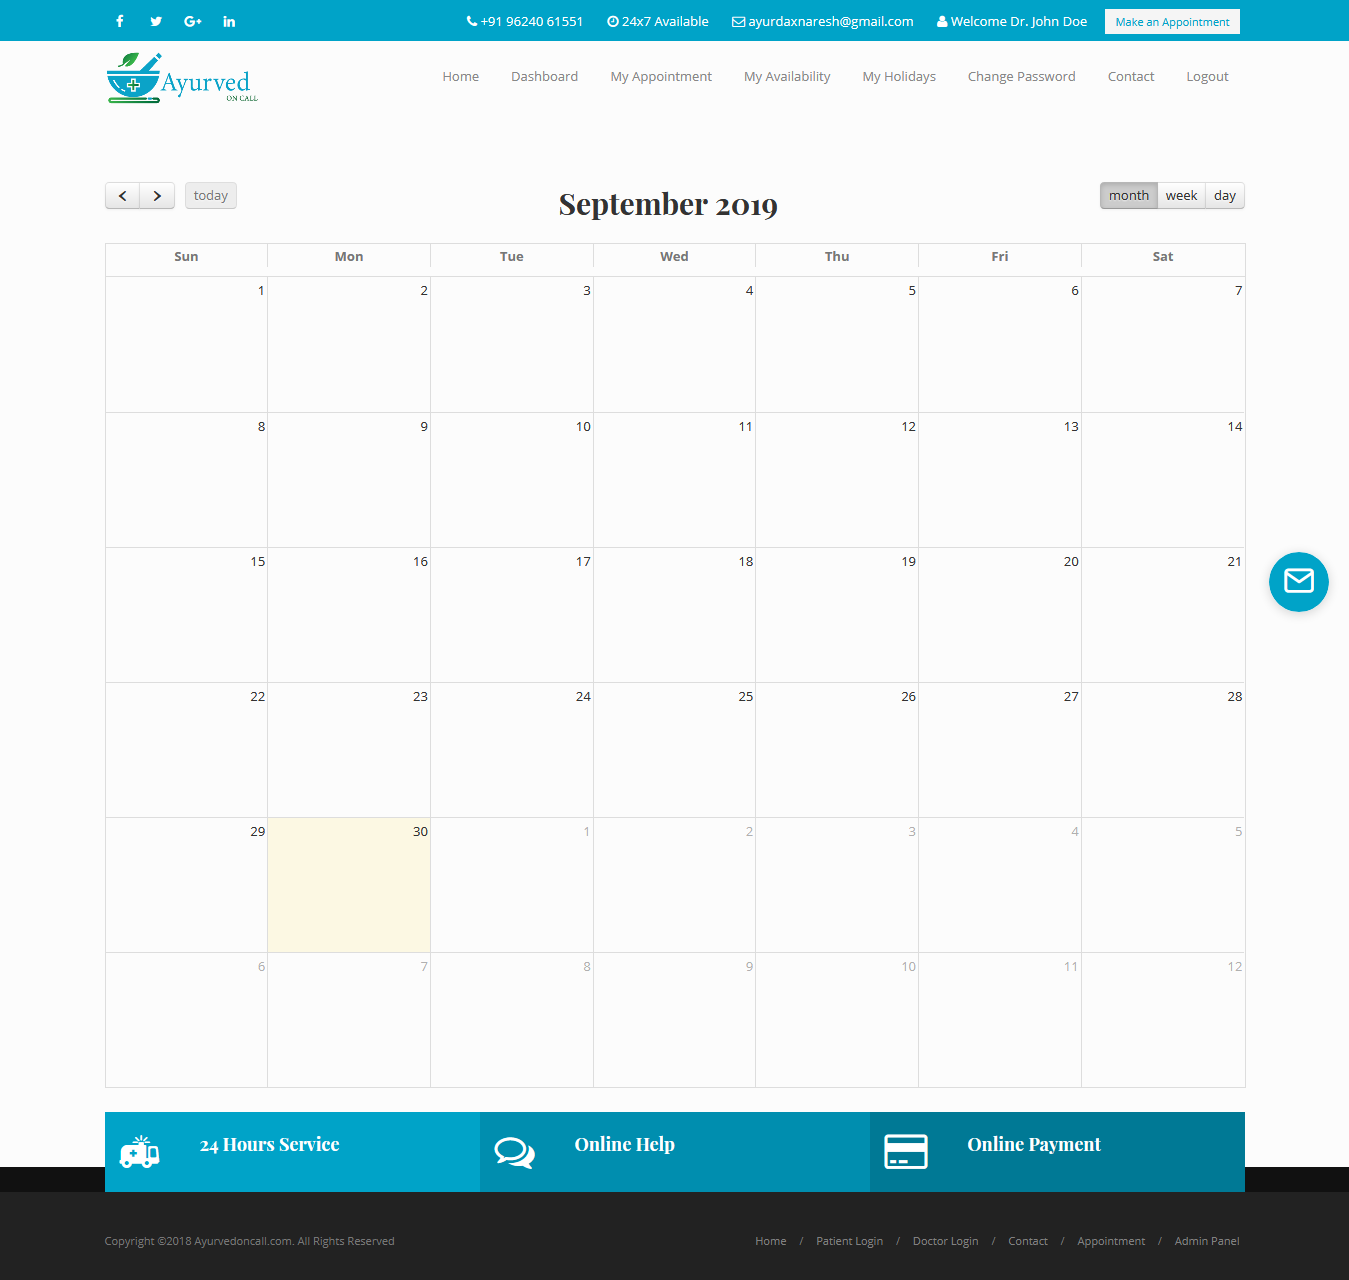 +91 96240 61551 24x7 Available ayurdaxnaresh@gmail.com Welcome Dr. John Doe Make an Appointment
Ayurved
ON CALL
Home Dashboard My Appointment My Availability My Holidays Change Password Contact Logout
today September 2019 month week day
Sun Mon Tue Wed Thu Fri Sat
1 2 3 4 5 6 7
8 9 10 11 12 13 14
15 16 17 18 19 20 21
22 23 24 25 26 27 28
29 30 1 2 3 4 5
6 7 8 9 10 11 12
24 Hours Service Online Help Online Payment
Copyright ©2018 Ayurvedoncall.com. All Rights Reserved Home / Patient Login / Doctor Login / Contact / Appointment / Admin Panel